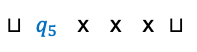 ⊔ q₅ x x x ⊔